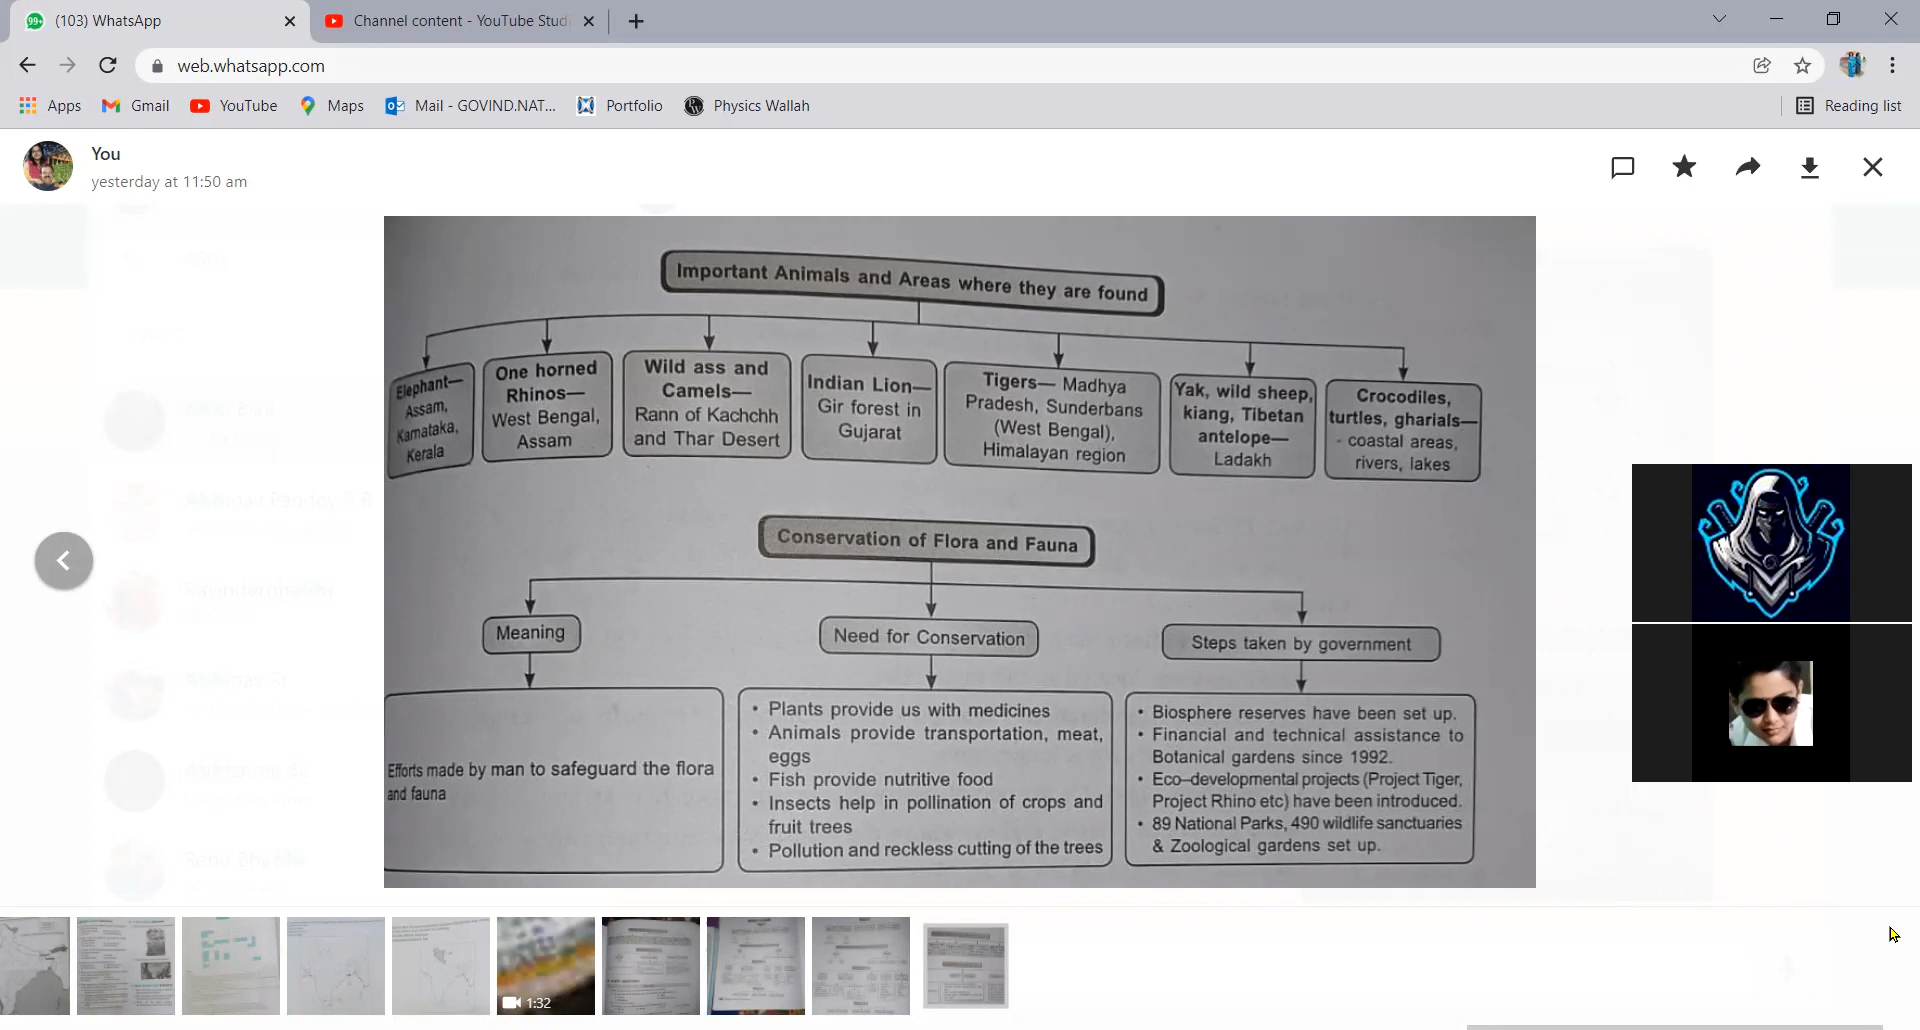 (103) WhatsApp
Channel content - YouTube Stud
web.whatsapp.com
Apps
Gmail
YouTube
Maps
Mail - GOVIND.NAT...
Portfolio
Physics Wallah
Reading list
You
yesterday at 11:50 am
Important Animals and Areas where they are found
Elephant—
Assam,
Karnataka,
Kerala
One horned
Rhinos—
West Bengal,
Assam
Wild ass and
Camels—
Rann of Kachchh
and Thar Desert
Indian Lion—
Gir forest in
Gujarat
Tigers— Madhya
Pradesh, Sunderbans
(West Bengal),
Himalayan region
Yak, wild sheep,
kiang, Tibetan
antelope—
Ladakh
Crocodiles,
turtles, gharials—
coastal areas,
rivers, lakes
Conservation of Flora and Fauna
Meaning
Need for Conservation
Steps taken by government
Efforts made by man to safeguard the flora
and fauna
• Plants provide us with medicines
• Animals provide transportation, meat,
eggs
• Fish provide nutritive food
• Insects help in pollination of crops and
fruit trees
• Pollution and reckless cutting of the trees
• Biosphere reserves have been set up.
• Financial and technical assistance to
Botanical gardens since 1992.
• Eco–developmental projects (Project Tiger,
Project Rhino etc) have been introduced.
• 89 National Parks, 490 wildlife sanctuaries
& Zoological gardens set up.
1:32